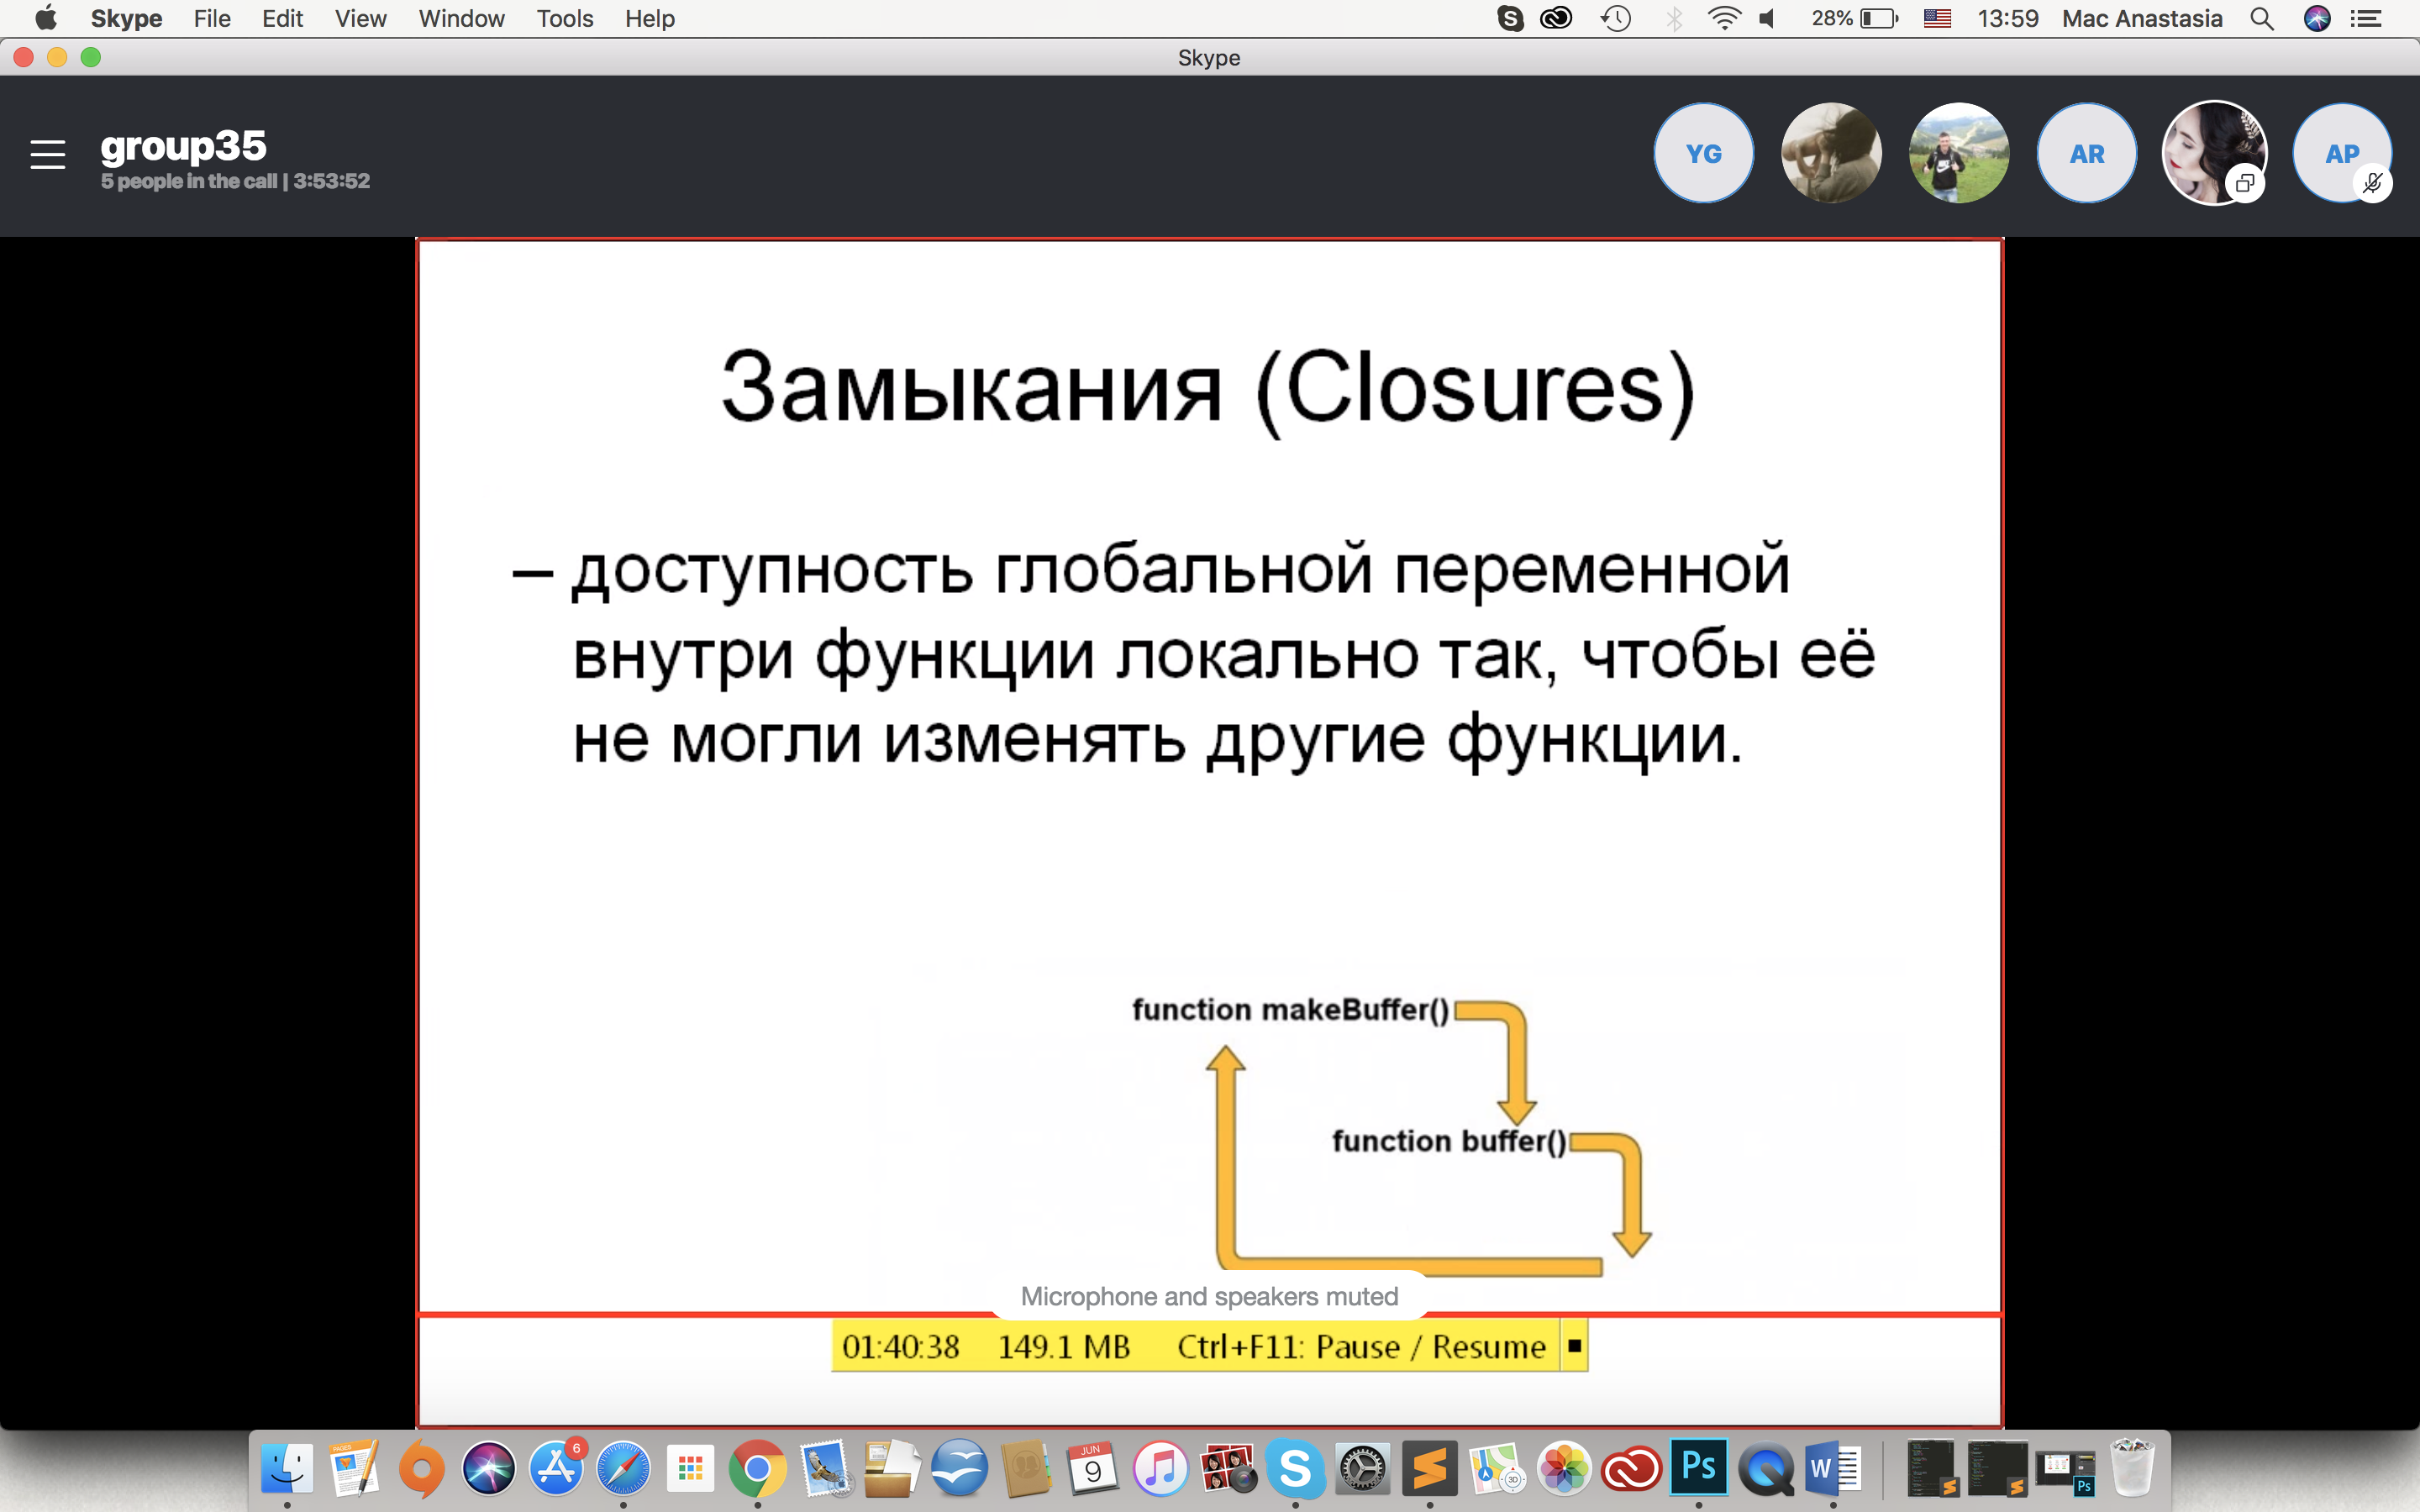 Skype File Edit View Window Tools Help 28% 13:59 Mac Anastasia
Skype
group35
5 people in the call | 3:53:52
YG AR AP
Замыкания (Closures)
– доступность глобальной переменной
внутри функции локально так, чтобы её
не могли изменять другие функции.
function makeBuffer()
function buffer()
Microphone and speakers muted
01:40:38 149.1 MB Ctrl+F11: Pause / Resume
PAGES
6
JUN
9
3D
Ps
W
Ps